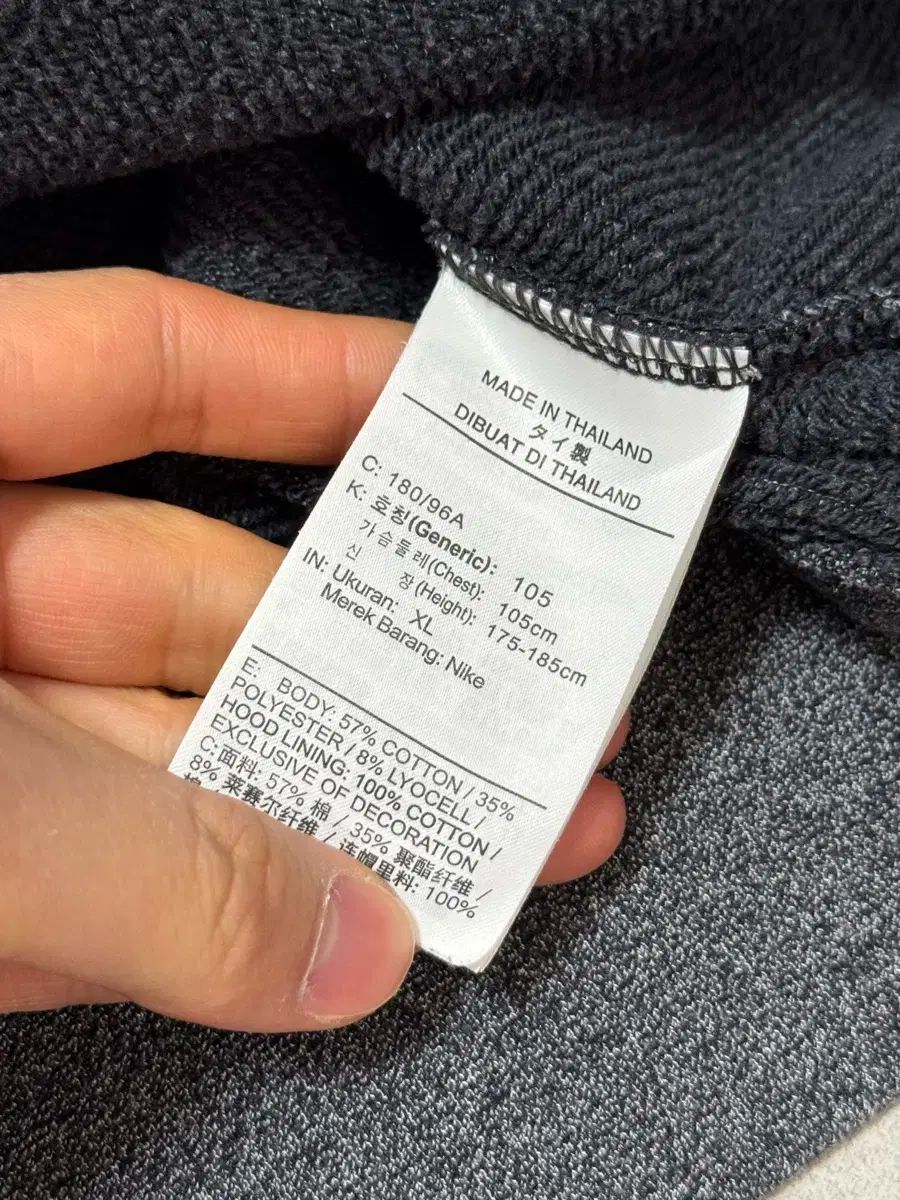 MADE IN THAILAND
タイ製
DIBUAT DI THAILAND
C: 180/96A
K: 호칭(Generic): 105
가슴둘레(Chest): 105cm
신 장(Height): 175-185cm
IN: Ukuran: XL
Merek Barang: Nike
E: BODY: 57% COTTON / 35%
POLYESTER / 8% LYOCELL /
HOOD LINING: 100% COTTON /
EXCLUSIVE OF DECORATION
C: 面料: 57% 棉 / 35% 聚酯纤维 /
8% 莱赛尔纤维 / 连帽里料: 100%